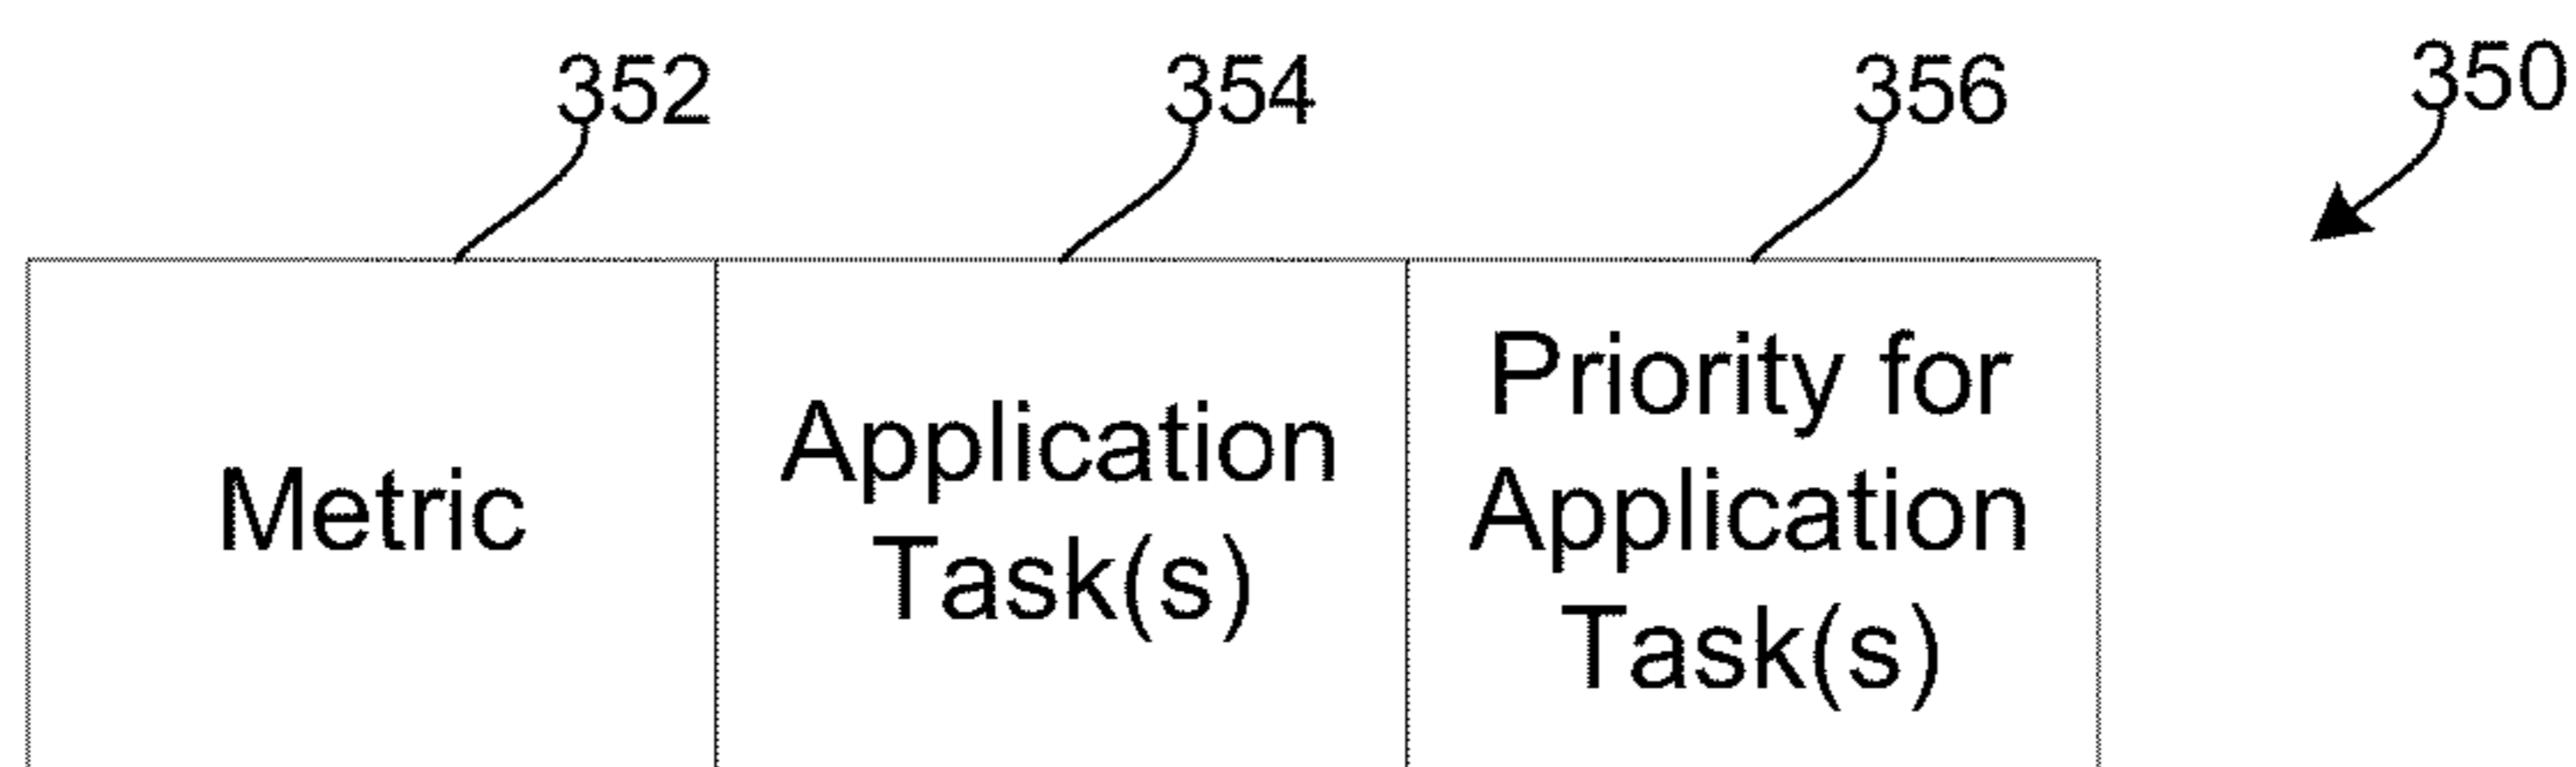 352
354
356
350
Metric
Application
Task(s)
Priority for
Application
Task(s)